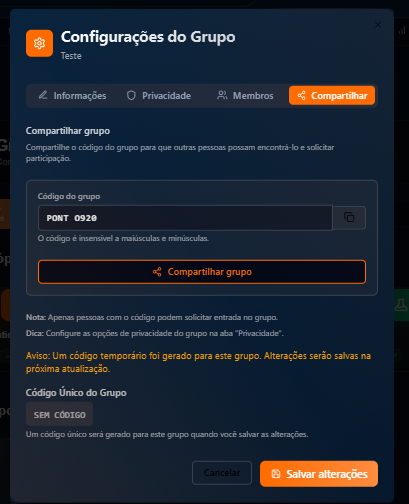 Configurações do Grupo
Teste
Informações
Privacidade
Membros
Compartilhar
Compartilhar grupo
Compartilhe o código do grupo para que outras pessoas possam encontrá-lo e solicitar
participação.
Código do grupo
PONT O920
O código é insensível a maiúsculas e minúsculas.
Compartilhar grupo
Nota: Apenas pessoas com o código podem solicitar entrada no grupo.
Dica: Configure as opções de privacidade do grupo na aba "Privacidade".
Aviso: Um código temporário foi gerado para este grupo. Alterações serão salvas na
próxima atualização.
Código Único do Grupo
SEM CÓDIGO
Um código único será gerado para este grupo quando você salvar as alterações.
Cancelar
Salvar alterações